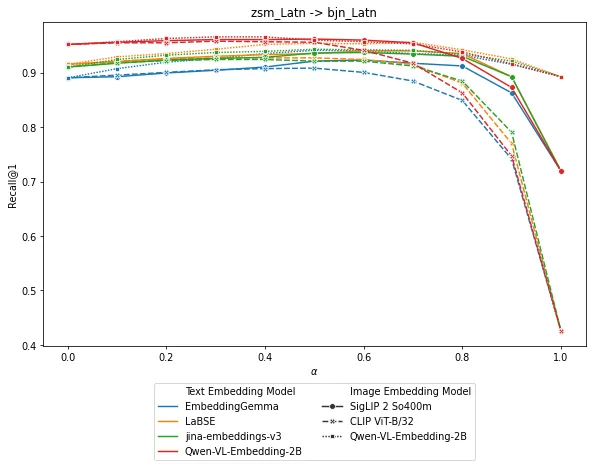 zsm_Latn -> bjn_Latn
Recall@1
0.9
0.8
0.7
0.6
0.5
0.4
0.0
0.2
0.4
0.6
0.8
1.0
α
Text Embedding Model
EmbeddingGemma
LaBSE
jina-embeddings-v3
Qwen-VL-Embedding-2B
Image Embedding Model
SigLIP 2 So400m
CLIP ViT-B/32
Qwen-VL-Embedding-2B